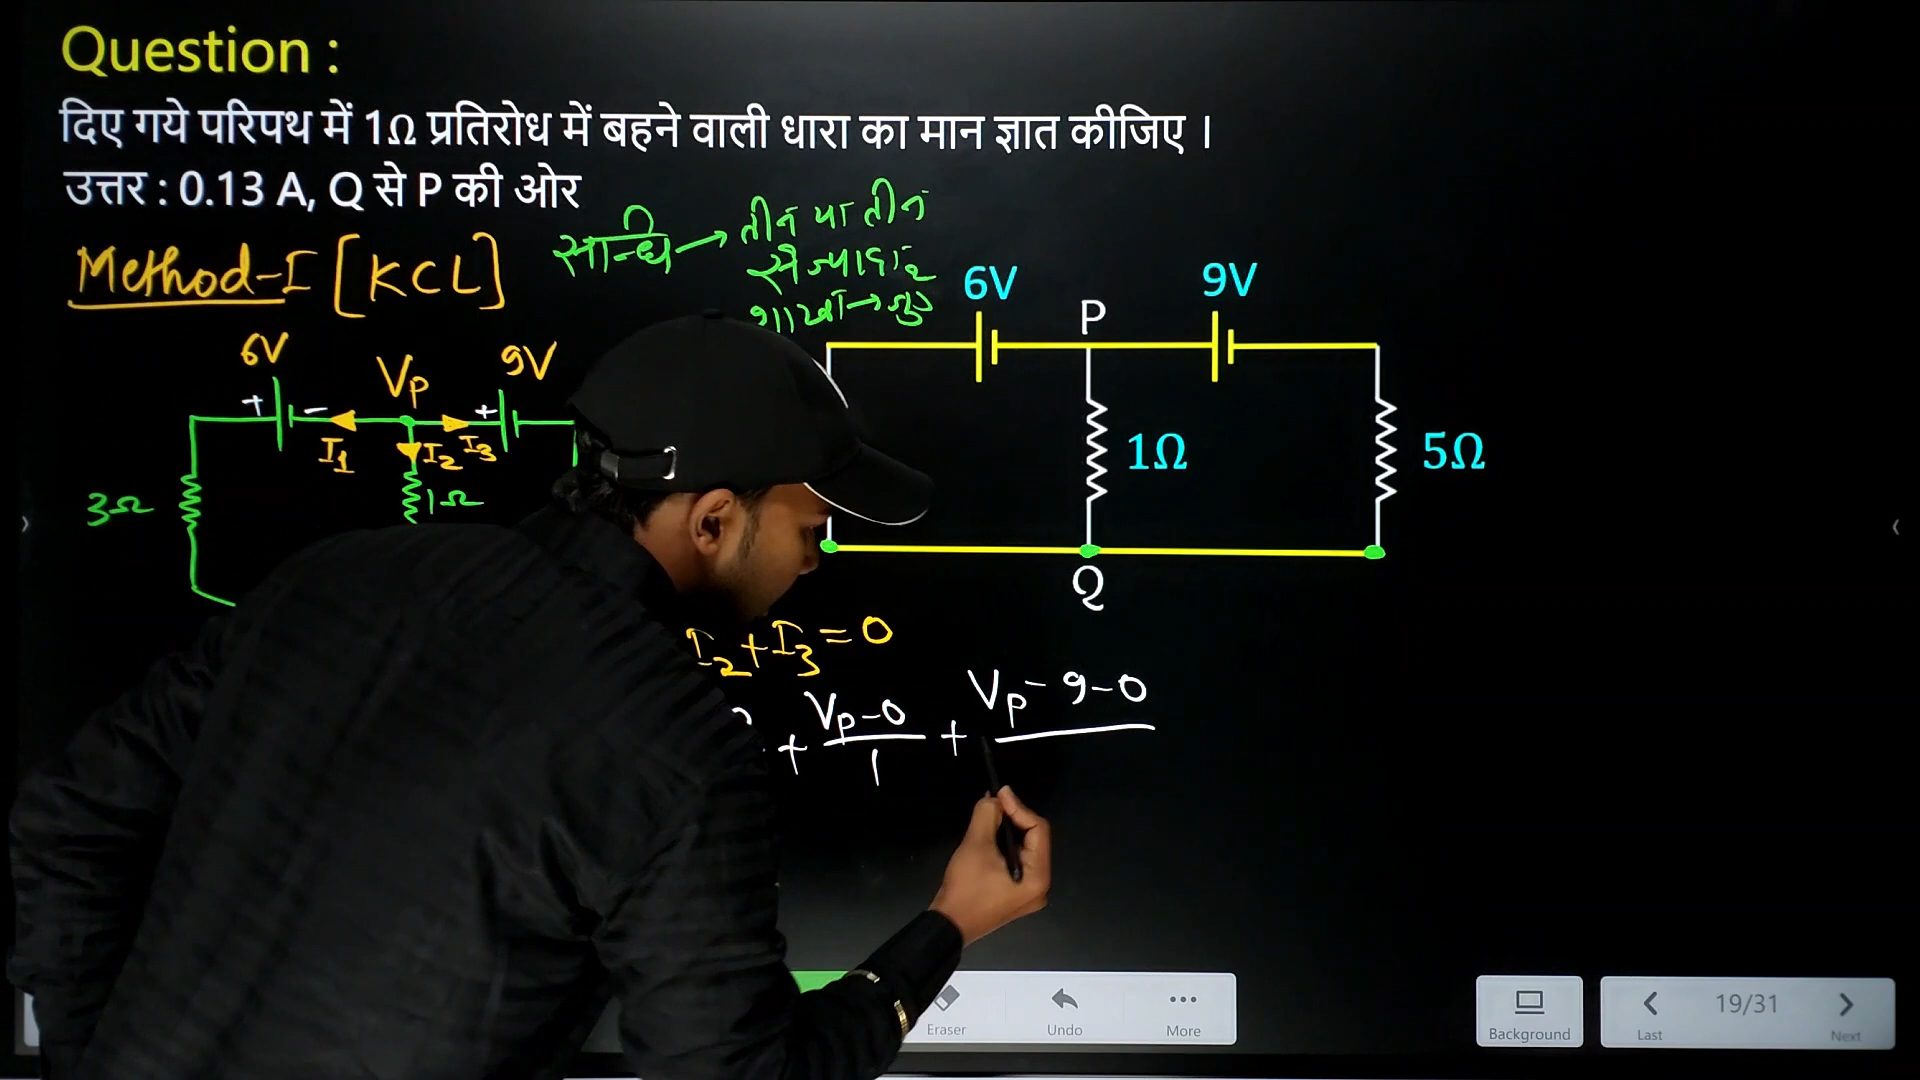 Question :
दिए गये परिपथ में 1Ω प्रतिरोध में बहने वाली धारा का मान ज्ञात कीजिए ।
उत्तर : 0.13 A, Q से P की ओर
Method-I [KCL]
सन्धि → तीन या तीन
से ज्यादा
शाखा →
6V
Vp
9V
+ -
+
I1
I2
I3
3Ω
1Ω
6V
P
9V
1Ω
5Ω
Q
I2+I3=0
+ Vp-0 + Vp-9-0
1
Eraser
Undo
More
Background
Last
19/31
Next